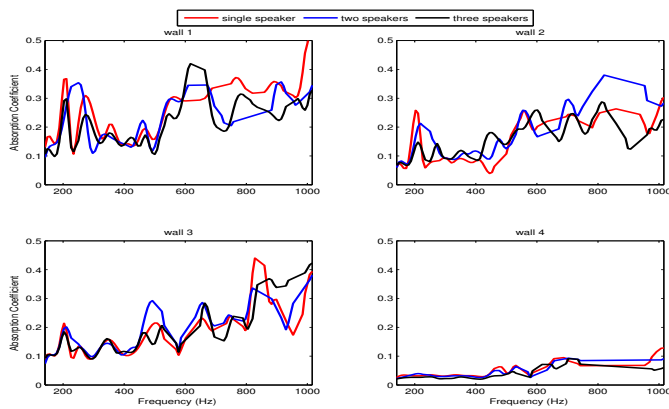 single speaker two speakers three speakers
wall 1
wall 2
Absorption Coefficient
0.5
0.4
0.3
0.2
0.1
0
200 400 600 800 1000
0.5
0.4
0.3
0.2
0.1
0
200 400 600 800 1000
wall 3
wall 4
Absorption Coefficient
0.5
0.4
0.3
0.2
0.1
0
200 400 600 800 1000
Frequency (Hz)
0.5
0.4
0.3
0.2
0.1
0
200 400 600 800 1000
Frequency (Hz)